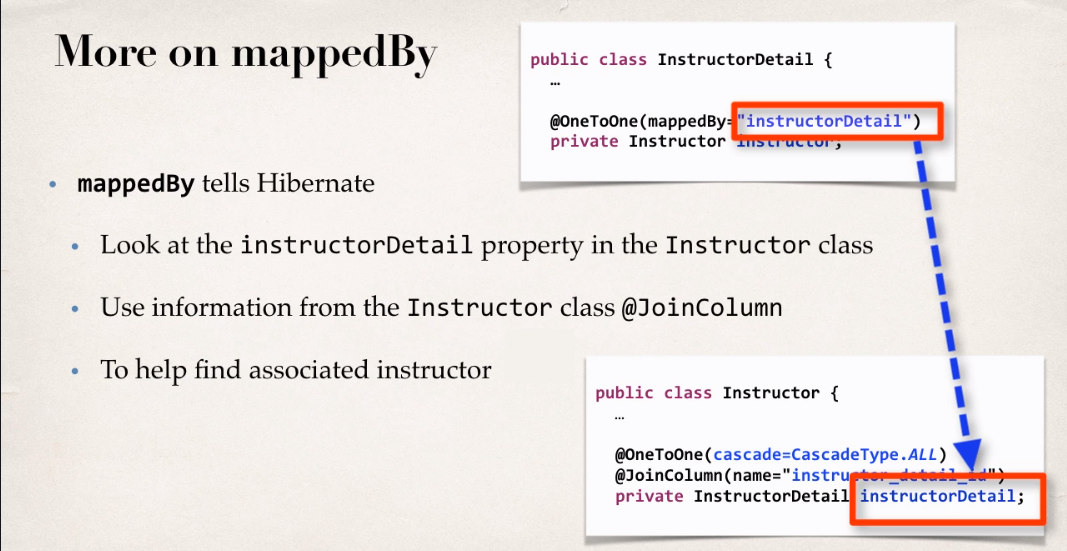 More on mappedBy
public class InstructorDetail {
…
@OneToOne(mappedBy="instructorDetail")
private Instructor instructor;
• mappedBy tells Hibernate
• Look at the instructorDetail property in the Instructor class
• Use information from the Instructor class @JoinColumn
• To help find associated instructor
public class Instructor {
…
@OneToOne(cascade=CascadeType.ALL)
@JoinColumn(name="instructor_detail_id")
private InstructorDetail instructorDetail;